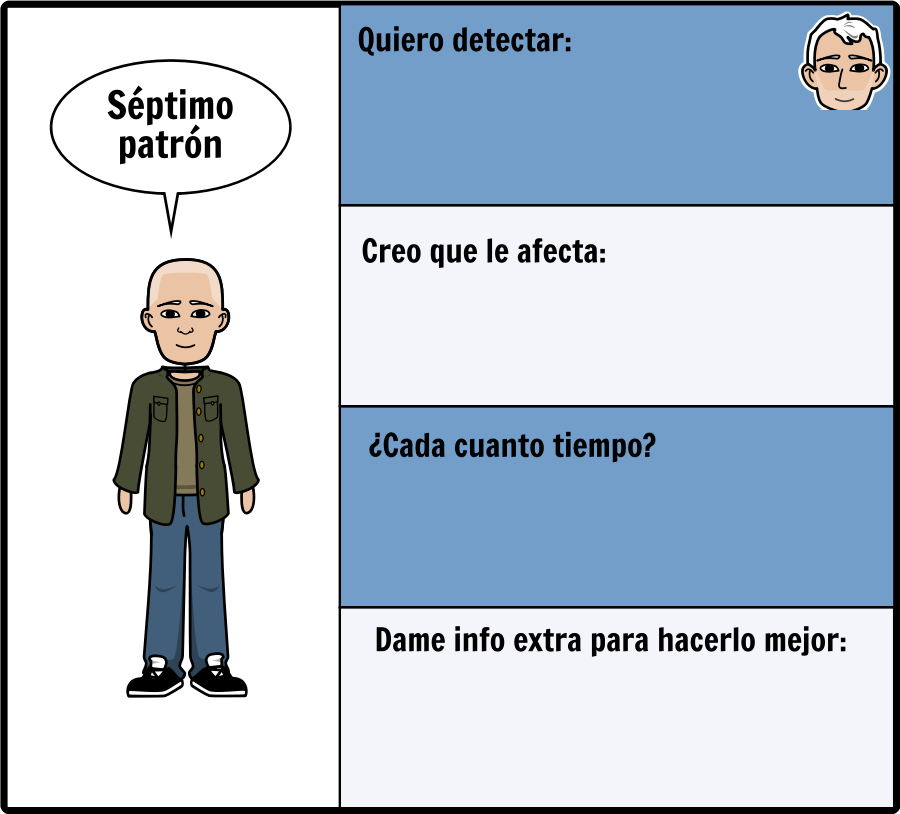 Séptimo
patrón
Quiero detectar:
Creo que le afecta:
¿Cada cuanto tiempo?
Dame info extra para hacerlo mejor: